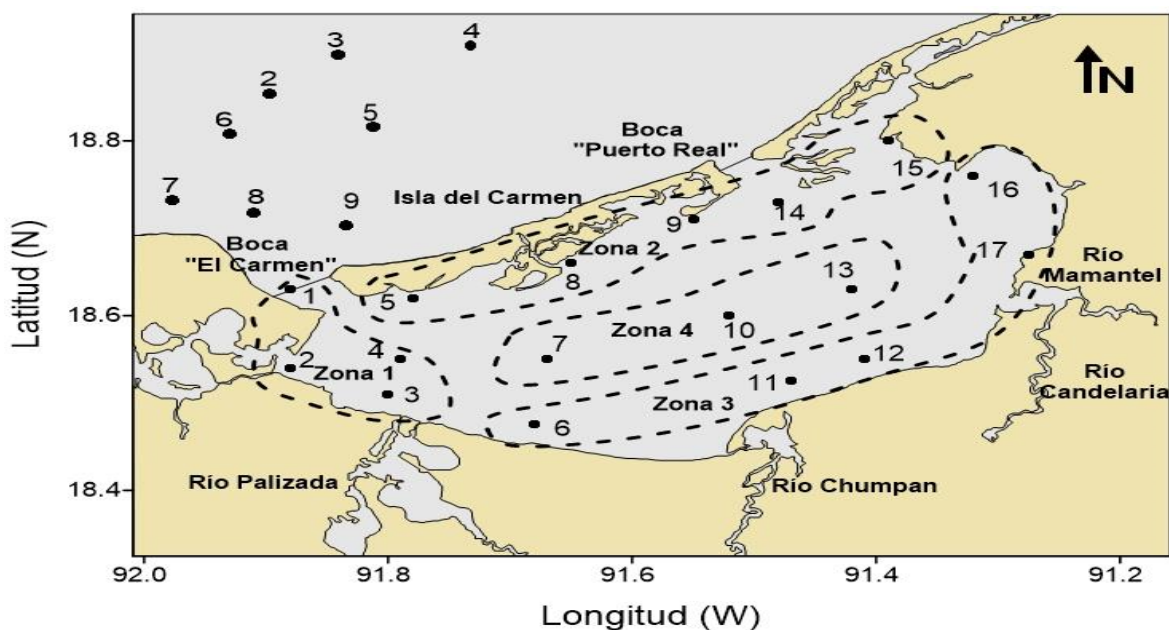 4
3
N
2
5
6
18.8
Boca
"Puerto Real"
15
16
7
8
9
Isla del Carmen
14
9
Boca
"El Carmen"
Zona 2
17
Río
Mamantel
8
13
1
5
18.6
Zona 4
10
7
4
12
2
Zona 1
Río
Candelaria
3
11
Zona 3
6
Río Palizada
Río Chumpan
18.4
92.0
91.8
91.6
91.4
91.2
Latitud (N)
Longitud (W)